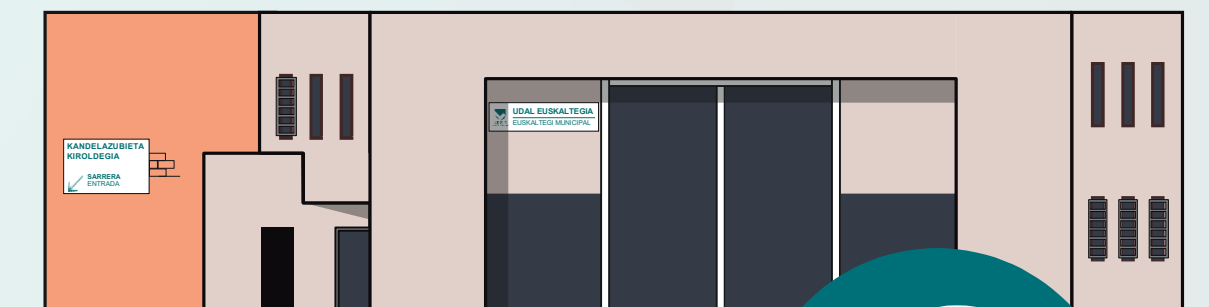 KANDELAZUBIETA
KIROLDEGIA
SARRERA
ENTRADA
UDAL EUSKALTEGIA
EUSKALTEGI MUNICIPAL